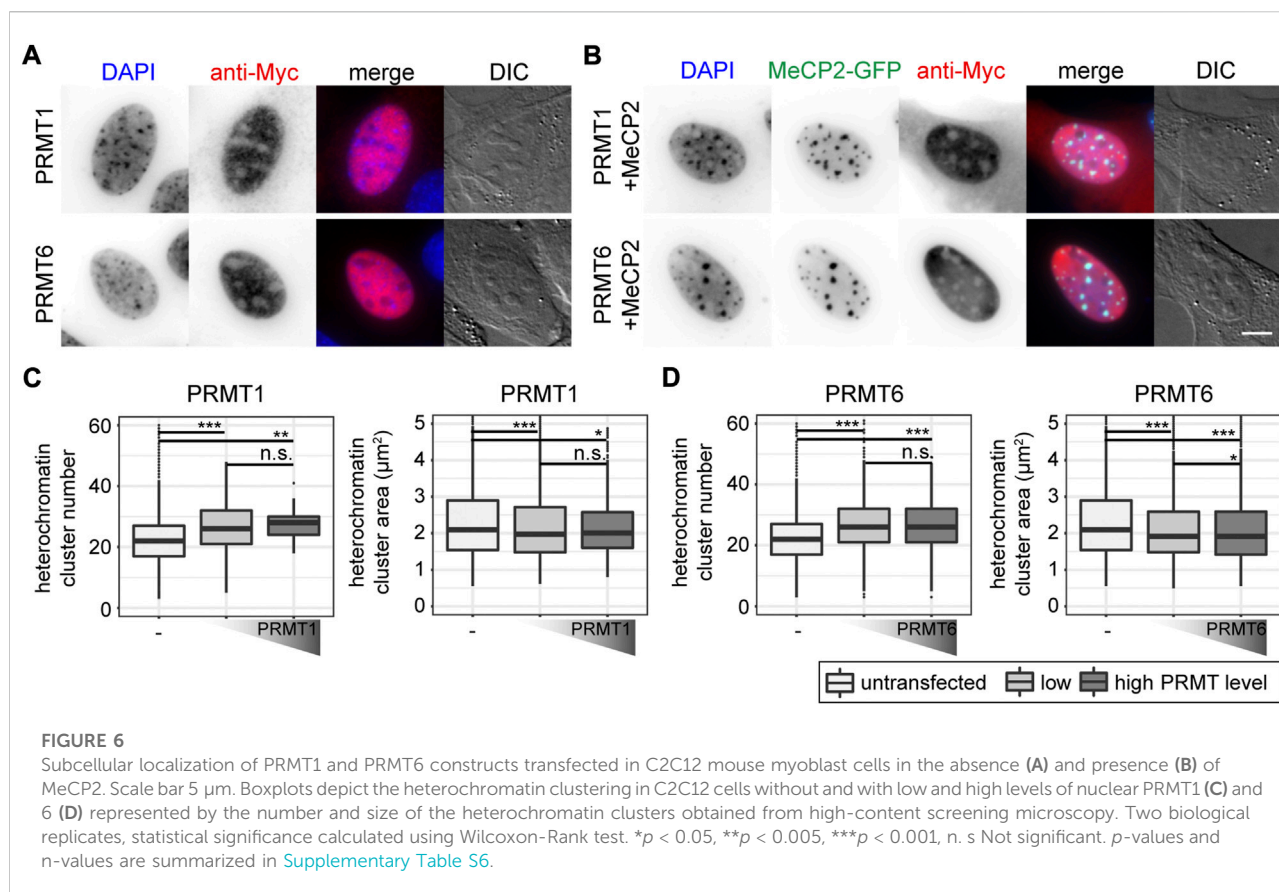 A
DAPI anti-Myc merge DIC
PRMT1
PRMT6
B
DAPI MeCP2-GFP anti-Myc merge DIC
PRMT1
+MeCP2
PRMT6
+MeCP2
C
PRMT1
heterochromatin
cluster number
60
40
20
0
***
**
n.s.
-
PRMT1
PRMT1
heterochromatin
cluster area (µm²)
5
4
3
2
1
0
***
*
n.s.
-
PRMT1
D
PRMT6
heterochromatin
cluster number
60
40
20
0
***
***
n.s.
-
PRMT6
PRMT6
heterochromatin
cluster area (µm²)
5
4
3
2
1
0
***
***
*
-
PRMT6
untransfected low high PRMT level
FIGURE 6
Subcellular localization of PRMT1 and PRMT6 constructs transfected in C2C12 mouse myoblast cells in the absence (A) and presence (B) of
MeCP2. Scale bar 5 µm. Boxplots depict the heterochromatin clustering in C2C12 cells without and with low and high levels of nuclear PRMT1 (C) and
6 (D) represented by the number and size of the heterochromatin clusters obtained from high-content screening microscopy. Two biological
replicates, statistical significance calculated using Wilcoxon-Rank test. *p < 0.05, **p < 0.005, ***p < 0.001, n. s Not significant. p-values and
n-values are summarized in Supplementary Table S6.